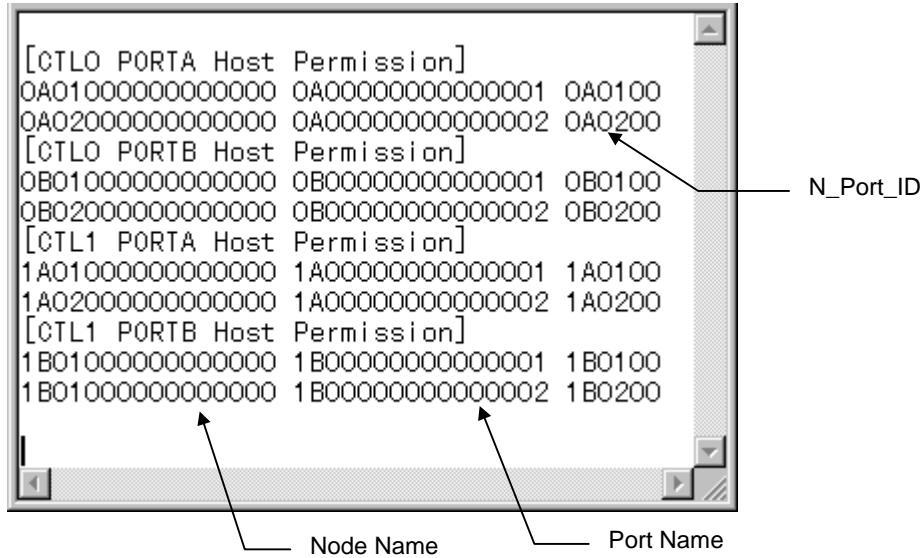 [CTL0 PORTA Host Permission]
0A01000000000000 0A00000000000001 0A0100
0A02000000000000 0A00000000000002 0A0200
[CTL0 PORTB Host Permission]
0B01000000000000 0B00000000000001 0B0100
0B02000000000000 0B00000000000002 0B0200
[CTL1 PORTA Host Permission]
1A01000000000000 1A00000000000001 1A0100
1A02000000000000 1A00000000000002 1A0200
[CTL1 PORTB Host Permission]
1B01000000000000 1B00000000000001 1B0100
1B01000000000000 1B00000000000002 1B0200
N_Port_ID
Node Name
Port Name